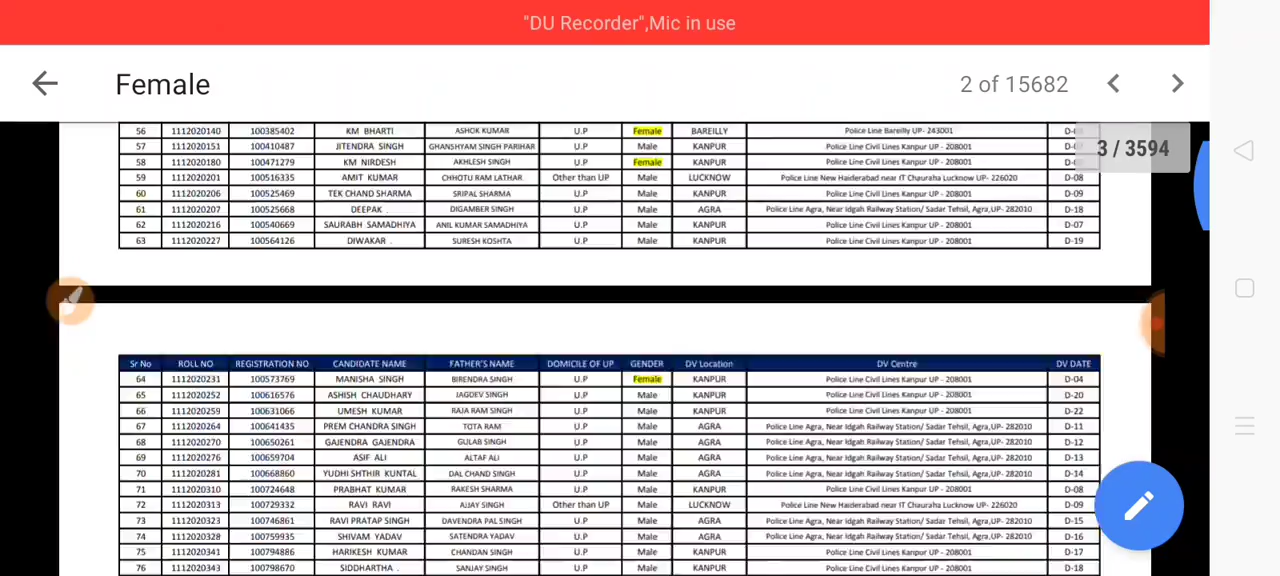 "DU Recorder",Mic in use
Female 2 of 15682
3 / 3594
56 1112020140 100385402 KM BHARTI ASHOK KUMAR U.P Female BAREILLY Police Line Bareilly UP- 243001
57 1112020151 100410487 JITENDRA SINGH GHANSHYAM SINGH PARIHAR U.P Male KANPUR Police Line Civil Lines Kanpur UP - 208001
58 1112020180 100471279 KM NIRDESH AKHLESH SINGH U.P Female KANPUR Police Line Civil Lines Kanpur UP - 208001
59 1112020201 100516335 AMIT KUMAR CHHOTU RAM LATHAR Other than UP Male LUCKNOW Police Line New Haiderabad near IT Chauraha Lucknow UP- 226020 D-08
60 1112020206 100525469 TEK CHAND SHARMA SRIPAL SHARMA U.P Male KANPUR Police Line Civil Lines Kanpur UP - 208001 D-09
61 1112020207 100525668 DEEPAK . DIGAMBER SINGH U.P Male AGRA Police Line Agra, Near Idgah Railway Station/ Sadar Tehsil, Agra,UP- 282010 D-18
62 1112020216 100540669 SAURABH SAMADHIYA ANIL KUMAR SAMADHIYA U.P Male KANPUR Police Line Civil Lines Kanpur UP - 208001 D-07
63 1112020227 100564126 DIWAKAR . SURESH KOSHTA U.P Male KANPUR Police Line Civil Lines Kanpur UP - 208001 D-19
Sr No ROLL NO REGISTRATION NO CANDIDATE NAME FATHER'S NAME DOMICILE OF UP GENDER DV Location DV Centre DV DATE
64 1112020231 100573769 MANISHA SINGH BIRENDRA SINGH U.P Female KANPUR Police Line Civil Lines Kanpur UP - 208001 D-04
65 1112020252 100616576 ASHISH CHAUDHARY JAGDEV SINGH U.P Male KANPUR Police Line Civil Lines Kanpur UP - 208001 D-20
66 1112020259 100631066 UMESH KUMAR RAJA RAM SINGH U.P Male KANPUR Police Line Civil Lines Kanpur UP - 208001 D-22
67 1112020264 100641435 PREM CHANDRA SINGH TOTA RAM U.P Male AGRA Police Line Agra, Near Idgah Railway Station/ Sadar Tehsil, Agra,UP- 282010 D-11
68 1112020270 100650261 GAJENDRA GAJENDRA GULAB SINGH U.P Male AGRA Police Line Agra, Near Idgah Railway Station/ Sadar Tehsil, Agra,UP- 282010 D-12
69 1112020276 100659704 ASIF ALI ALTAF ALI U.P Male AGRA Police Line Agra, Near Idgah Railway Station/ Sadar Tehsil, Agra,UP- 282010 D-13
70 1112020281 100668860 YUDHISHTHIR KUNTAL DAL CHAND SINGH U.P Male AGRA Police Line Agra, Near Idgah Railway Station/ Sadar Tehsil, Agra,UP- 282010 D-14
71 1112020310 100724648 PRABHAT KUMAR RAKESH SHARMA U.P Male KANPUR Police Line Civil Lines Kanpur UP - 208001 D-08
72 1112020313 100729332 RAVI RAVI AJAY SINGH Other than UP Male LUCKNOW Police Line New Haiderabad near IT Chauraha Lucknow UP- 226020 D-09
73 1112020323 100746861 RAVI PRATAP SINGH DAVENDRA PAL SINGH U.P Male AGRA Police Line Agra, Near Idgah Railway Station/ Sadar Tehsil, Agra,UP- 282010 D-15
74 1112020328 100759935 SHIVAM YADAV SATENDRA YADAV U.P Male AGRA Police Line Agra, Near Idgah Railway Station/ Sadar Tehsil, Agra,UP- 282010 D-16
75 1112020341 100794886 HARIKESH KUMAR CHANDAN SINGH U.P Male KANPUR Police Line Civil Lines Kanpur UP - 208001 D-17
76 1112020343 100798670 SIDDHARTHA . SANJAY SINGH U.P Male KANPUR Police Line Civil Lines Kanpur UP - 208001 D-18